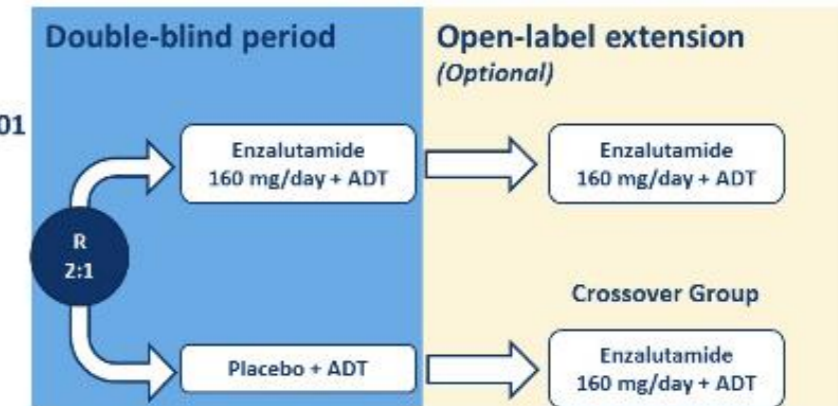 Double-blind period
Open-label extension
(Optional)
01
Enzalutamide
160 mg/day + ADT
Enzalutamide
160 mg/day + ADT
R
2:1
Crossover Group
Placebo + ADT
Enzalutamide
160 mg/day + ADT